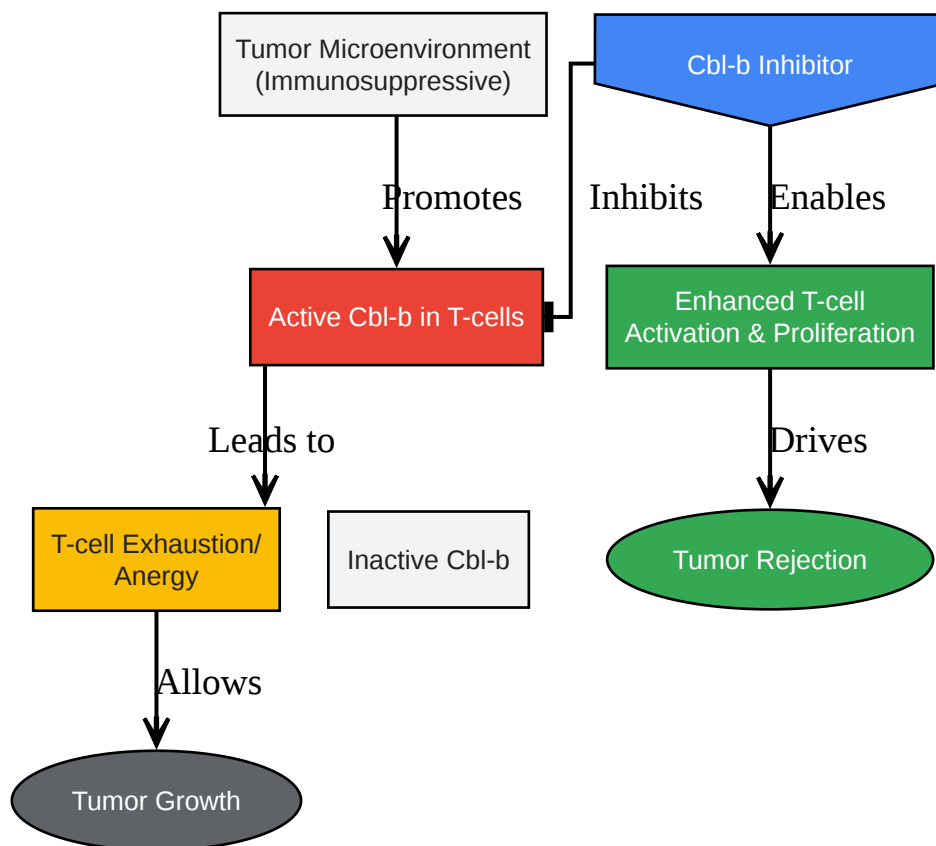 Tumor Microenvironment
(Immunosuppressive)
Cbl-b Inhibitor
Promotes
Inhibits
Enables
Active Cbl-b in T-cells
Enhanced T-cell
Activation & Proliferation
Leads to
Drives
T-cell Exhaustion/
Anergy
Inactive Cbl-b
Tumor Rejection
Allows
Tumor Growth